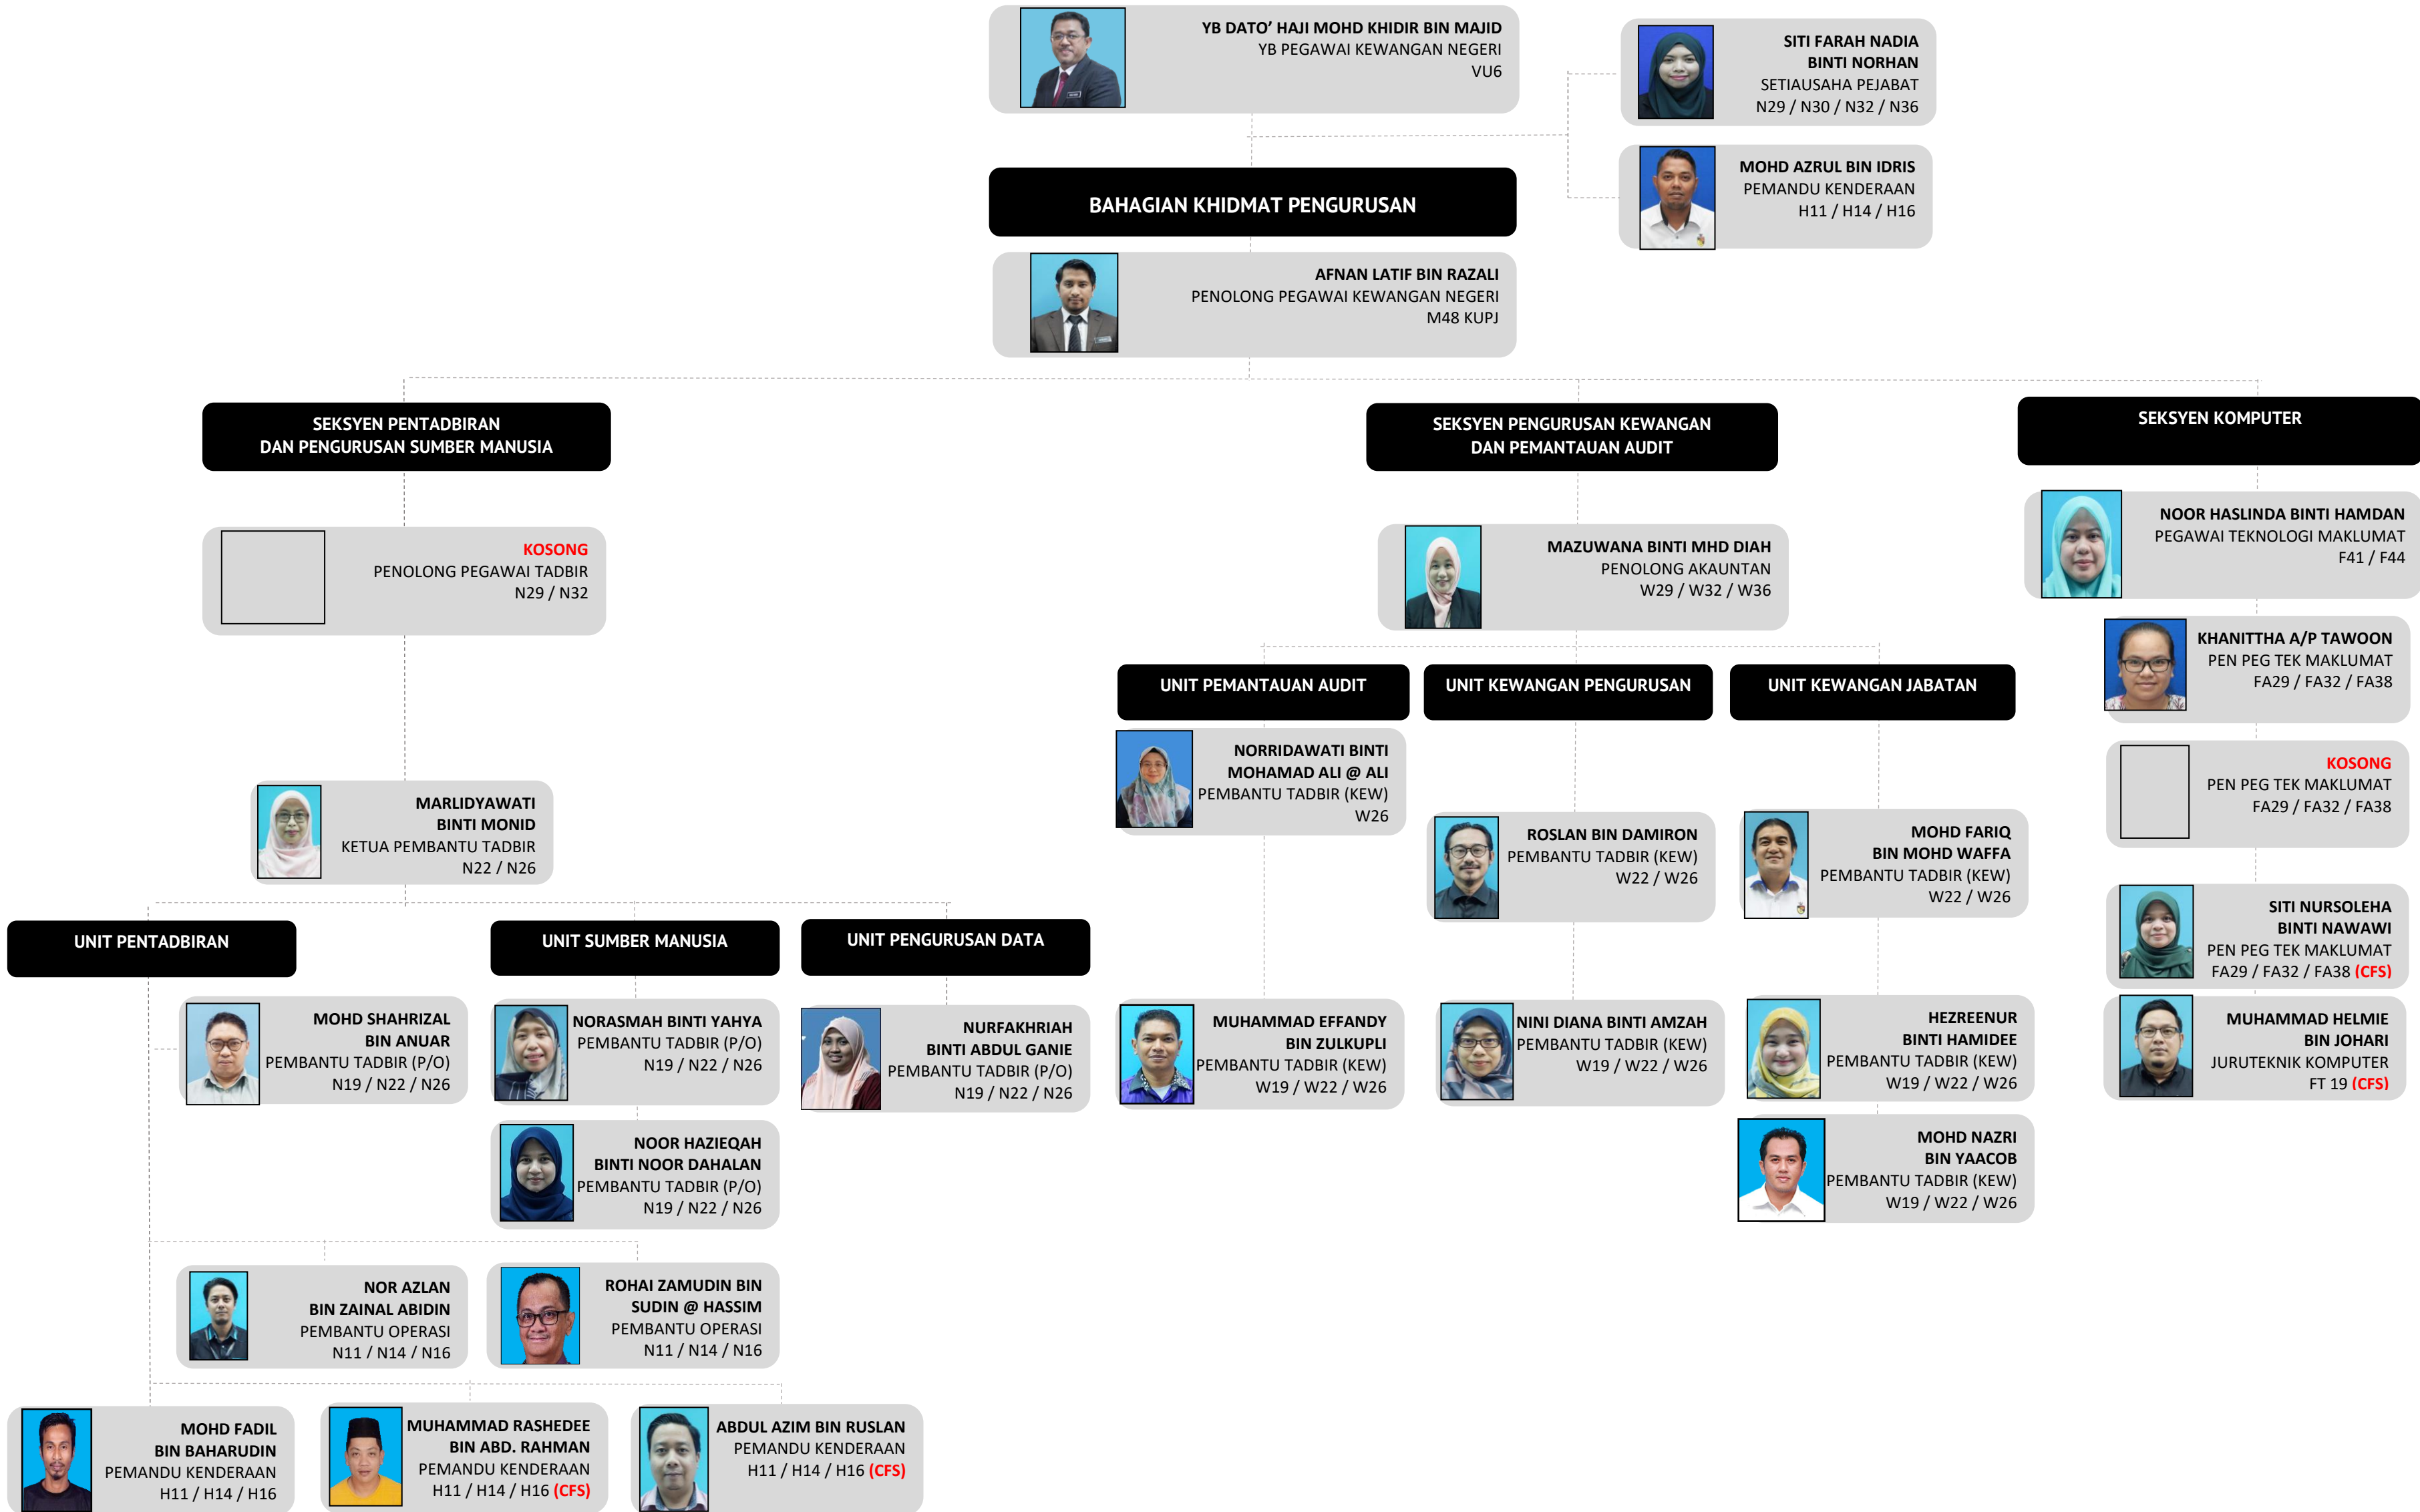 YB DATO’ HAJI MOHD KHIDIR BIN MAJID
YB PEGAWAI KEWANGAN NEGERI
VU6
SITI FARAH NADIA
BINTI NORHAN
SETIAUSAHA PEJABAT
N29 / N30 / N32 / N36
MOHD AZRUL BIN IDRIS
PEMANDU KENDERAAN
H11 / H14 / H16
BAHAGIAN KHIDMAT PENGURUSAN
AFNAN LATIF BIN RAZALI
PENOLONG PEGAWAI KEWANGAN NEGERI
M48 KUPJ
SEKSYEN PENTADBIRAN
DAN PENGURUSAN SUMBER MANUSIA
KOSONG
PENOLONG PEGAWAI TADBIR
N29 / N32
MARLIDYAWATI
BINTI MONID
KETUA PEMBANTU TADBIR
N22 / N26
UNIT PENTADBIRAN
MOHD SHAHRIZAL
BIN ANUAR
PEMBANTU TADBIR (P/O)
N19 / N22 / N26
UNIT SUMBER MANUSIA
NORASMAH BINTI YAHYA
PEMBANTU TADBIR (P/O)
N19 / N22 / N26
NOOR HAZIEQAH
BINTI NOOR DAHALAN
PEMBANTU TADBIR (P/O)
N19 / N22 / N26
UNIT PENGURUSAN DATA
NURFAKHRIAH
BINTI ABDUL GANIE
PEMBANTU TADBIR (P/O)
N19 / N22 / N26
NOR AZLAN
BIN ZAINAL ABIDIN
PEMBANTU OPERASI
N11 / N14 / N16
ROHAI ZAMUDIN BIN
SUDIN @ HASSIM
PEMBANTU OPERASI
N11 / N14 / N16
MOHD FADIL
BIN BAHARUDIN
PEMANDU KENDERAAN
H11 / H14 / H16
MUHAMMAD RASHEDEE
BIN ABD. RAHMAN
PEMANDU KENDERAAN
H11 / H14 / H16 (CFS)
ABDUL AZIM BIN RUSLAN
PEMANDU KENDERAAN
H11 / H14 / H16 (CFS)
SEKSYEN PENGURUSAN KEWANGAN
DAN PEMANTAUAN AUDIT
MAZUWANA BINTI MHD DIAH
PENOLONG AKAUNTAN
W29 / W32 / W36
UNIT PEMANTAUAN AUDIT
NORRIDAWATI BINTI
MOHAMAD ALI @ ALI
PEMBANTU TADBIR (KEW)
W26
MUHAMMAD EFFANDY
BIN ZULKUPLI
PEMBANTU TADBIR (KEW)
W19 / W22 / W26
UNIT KEWANGAN PENGURUSAN
ROSLAN BIN DAMIRON
PEMBANTU TADBIR (KEW)
W22 / W26
NINI DIANA BINTI AMZAH
PEMBANTU TADBIR (KEW)
W19 / W22 / W26
UNIT KEWANGAN JABATAN
MOHD FARIQ
BIN MOHD WAFFA
PEMBANTU TADBIR (KEW)
W22 / W26
HEZREENUR
BINTI HAMIDEE
PEMBANTU TADBIR (KEW)
W19 / W22 / W26
MOHD NAZRI
BIN YAACOB
PEMBANTU TADBIR (KEW)
W19 / W22 / W26
SEKSYEN KOMPUTER
NOOR HASLINDA BINTI HAMDAN
PEGAWAI TEKNOLOGI MAKLUMAT
F41 / F44
KHANITTHA A/P TAWOON
PEN PEG TEK MAKLUMAT
FA29 / FA32 / FA38
KOSONG
PEN PEG TEK MAKLUMAT
FA29 / FA32 / FA38
SITI NURSOLEHA
BINTI NAWAWI
PEN PEG TEK MAKLUMAT
FA29 / FA32 / FA38 (CFS)
MUHAMMAD HELMIE
BIN JOHARI
JURUTEKNIK KOMPUTER
FT 19 (CFS)